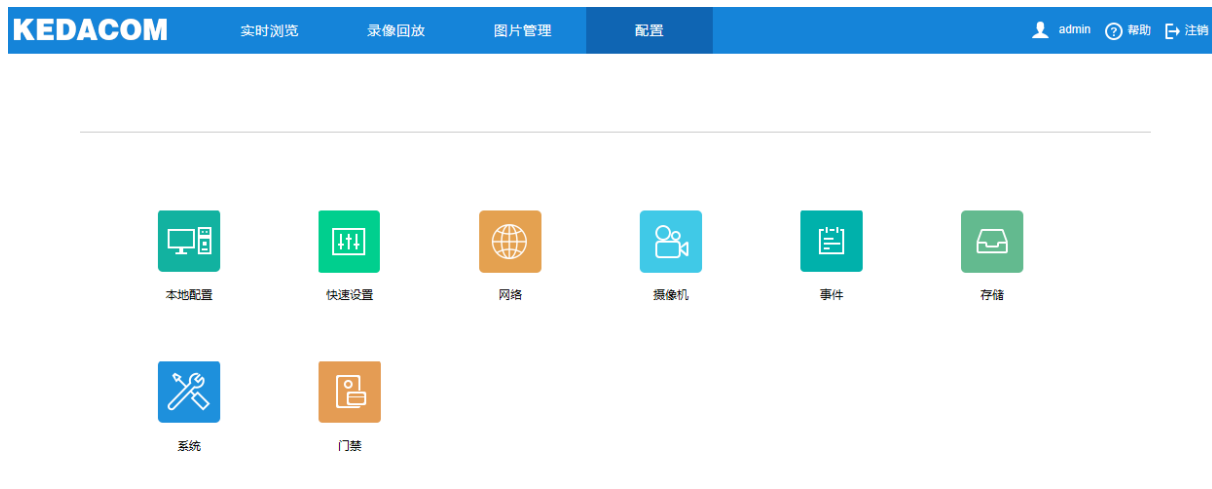 KEDACOM 实时浏览 录像回放 图片管理 配置 admin 帮助 注销
本地配置 快速设置 网络 摄像机 事件 存储
系统 门禁